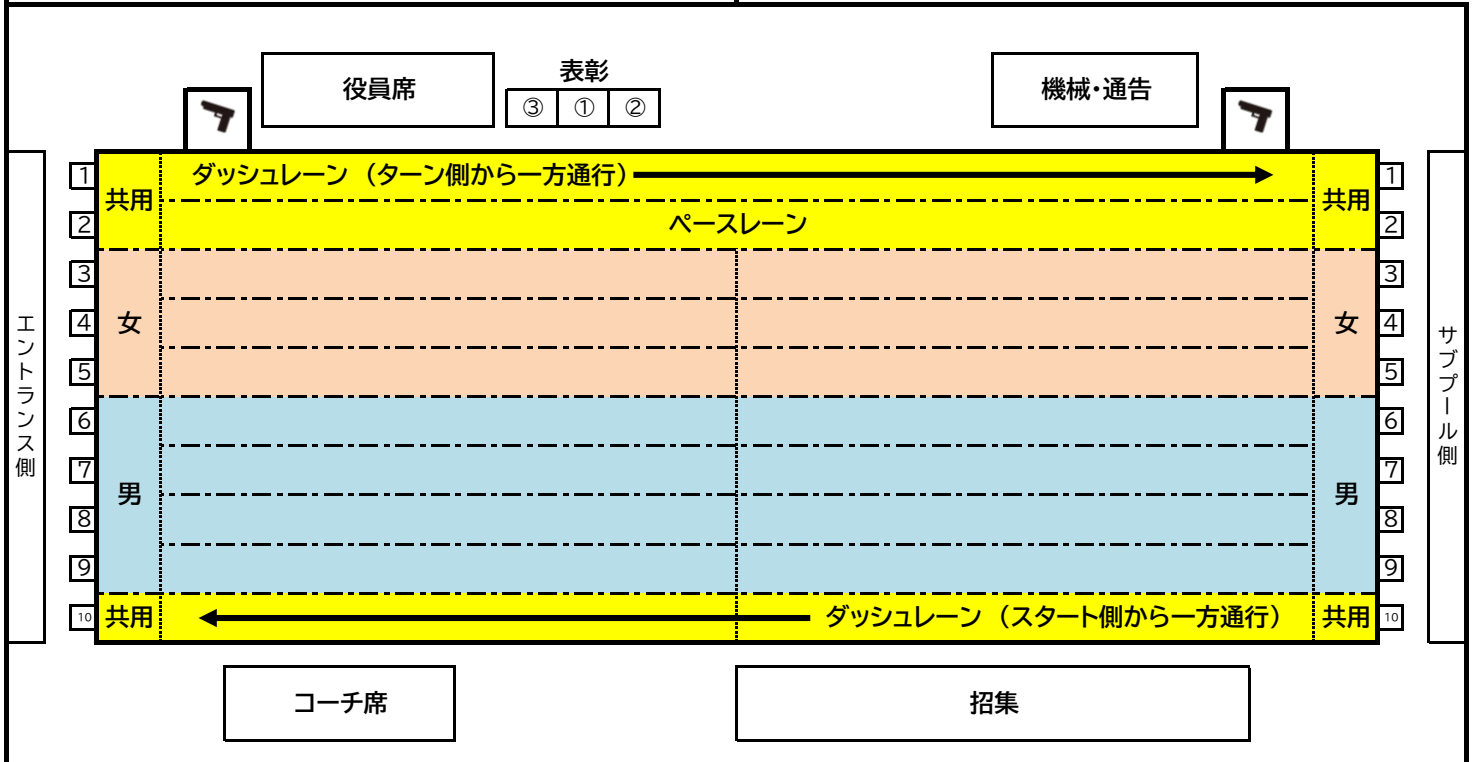 役員席
表彰
③ ① ②
機械・通告
1 ダッシュレーン（ターン側から一方通行） 1
共用 共用
2 ペースレーン 2
3 3
エントランス側
4 女 女 4
サブプール側
5 5
6 6
7 7
男 男
8 8
9 9
10 共用 ダッシュレーン（スタート側から一方通行） 共用 10
コーチ席
招集